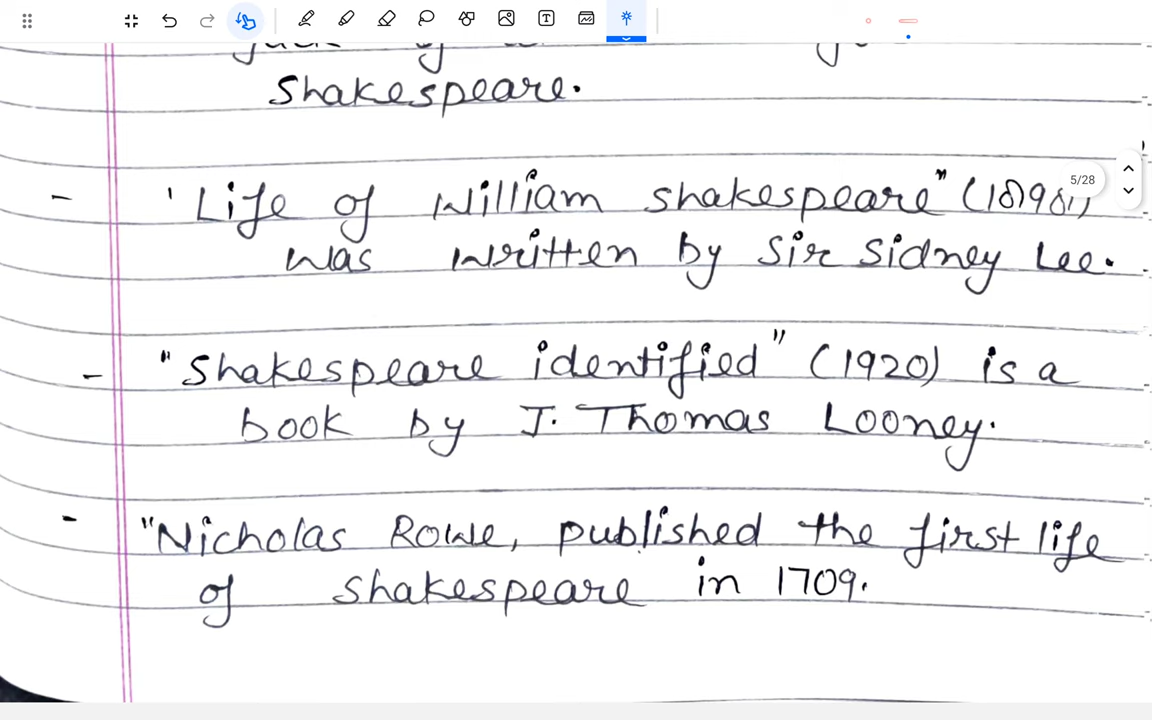 Shakespeare.
- 'Life of William Shakespeare" (1898)
was written by Sir Sidney Lee.
- "Shakespeare identified" (1920) is a
book by J. Thomas Looney.
- "Nicholas Rowe, published the first life
of Shakespeare in 1709.
5/28